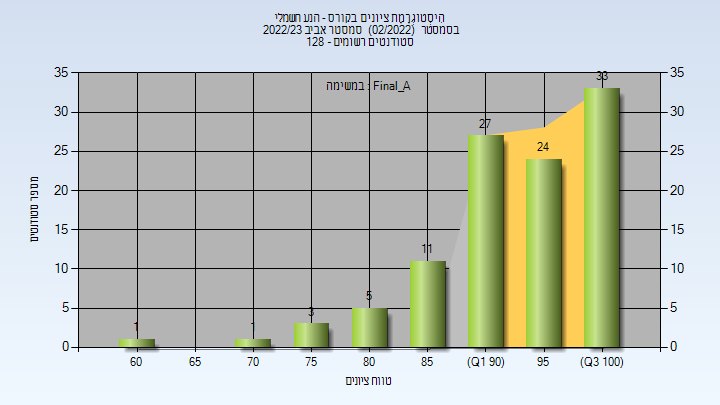 היסטוגרמת ציונים בקורס - הנע חשמלי
בסמסטר (02/2022) סמסטר אביב 2022/23
סטודנטים רשומים - 128
במשימה : Final_A
מספר סטודנטים
35 30 25 20 15 10 5 0
35 30 25 20 15 10 5 0
1 1 3 5 11 27 24 33
60 65 70 75 80 85 (Q1 90) 95 (Q3 100)
טווח ציונים